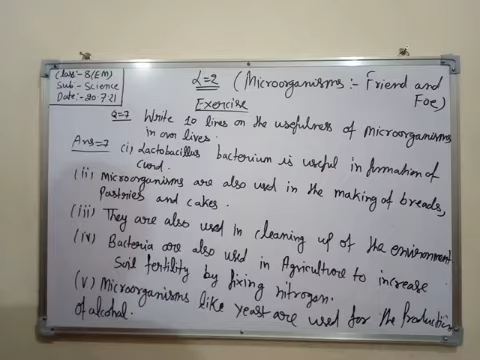 Class:- 8(EM)
Sub - Science
Date:- 20.7.21
L=2 (Microorganisms:- Friend and
Foe)
Exercise
Q=7 Write 10 lines on the usefulness of Microorganisms
in our lives.
Ans=7 (i) Lactobacillus bacterium is useful in formation of
curd.
(ii) Microorganisms are also used in the making of breads,
Pastries and cakes.
(iii) They are also used in cleaning up of the environment
(iv) Bacteria are also used in Agriculture to increase
Soil fertility by fixing nitrogen.
(v) Microorganisms like yeast are used for the Production
of alcohal.